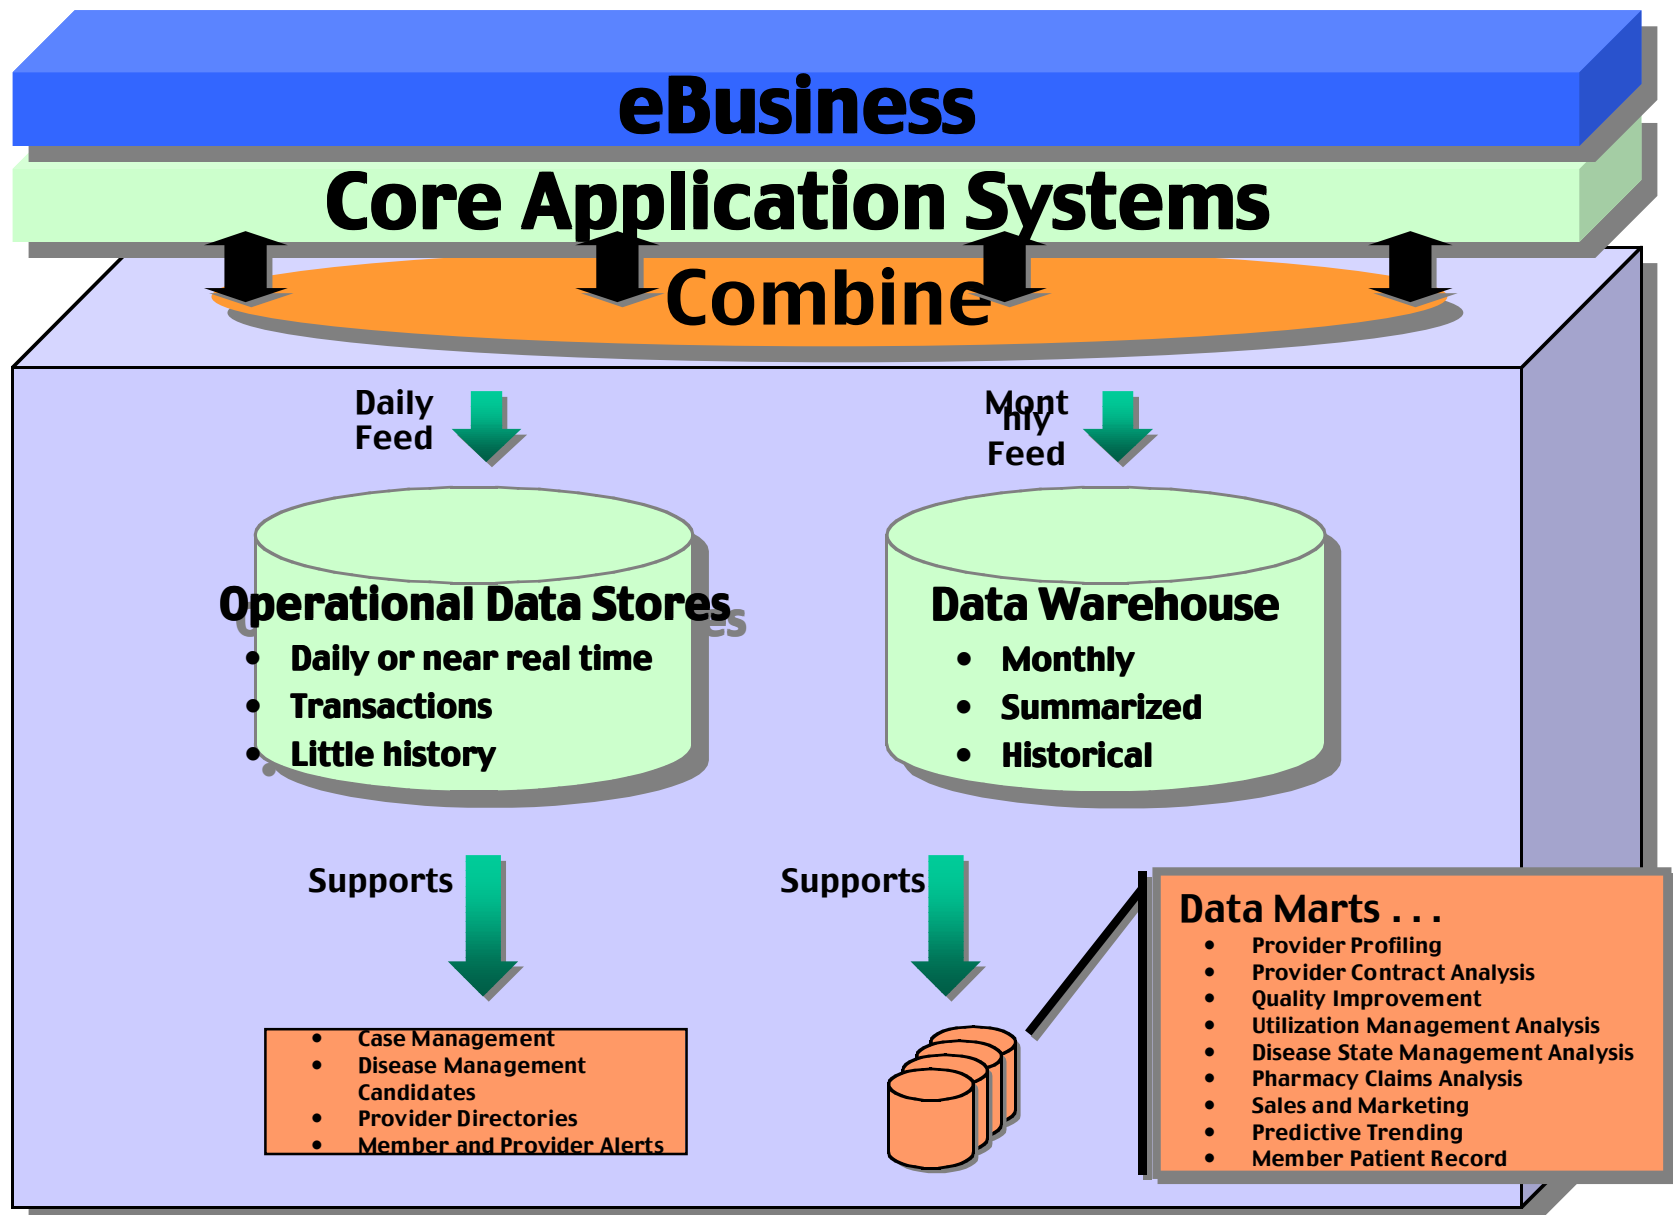 eBusiness
Core Application Systems
Combine
Daily
Feed
Mont
hly
Feed
Operational Data Stores
• Daily or near real time
• Transactions
• Little history
Data Warehouse
• Monthly
• Summarized
• Historical
Supports
Supports
• Case Management
• Disease Management
Candidates
• Provider Directories
• Member and Provider Alerts
Data Marts . . .
• Provider Profiling
• Provider Contract Analysis
• Quality Improvement
• Utilization Management Analysis
• Disease State Management Analysis
• Pharmacy Claims Analysis
• Sales and Marketing
• Predictive Trending
• Member Patient Record